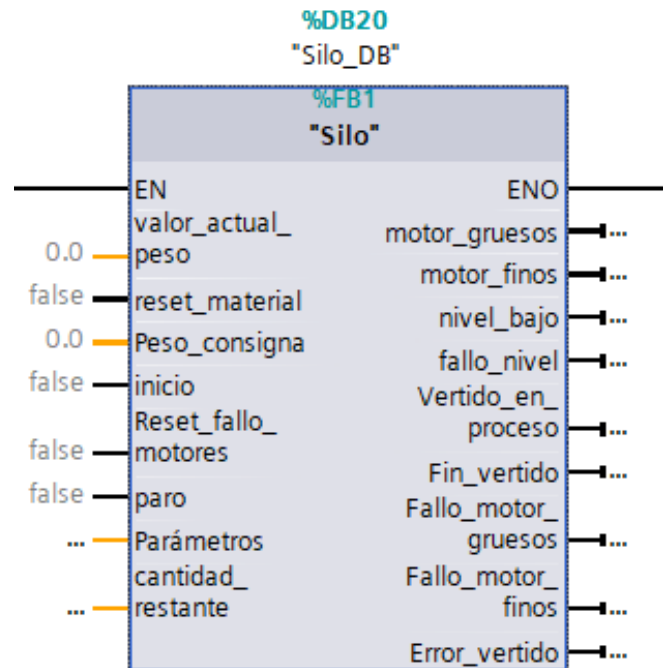 %DB20
"Silo_DB"
%FB1
"Silo"
EN ENO
valor_actual_
0.0 peso
motor_gruesos ...
motor_finos ...
false reset_material
nivel_bajo ...
0.0 Peso_consigna
fallo_nivel ...
false inicio
Vertido_en_
proceso ...
Reset_fallo_
false motores
Fin_vertido ...
false paro
Fallo_motor_
gruesos ...
... Parámetros
cantidad_
... restante
Fallo_motor_
finos ...
Error_vertido ...